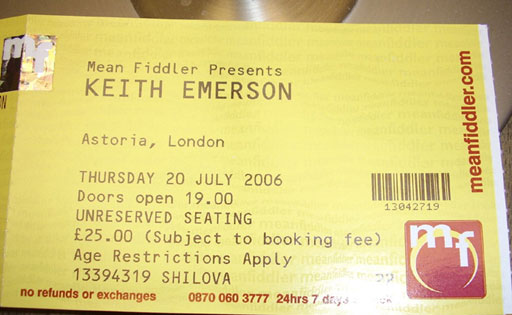 mf
Mean Fiddler Presents
KEITH EMERSON
Astoria, London
THURSDAY 20 JULY 2006
Doors open 19.00
UNRESERVED SEATING
£25.00 (Subject to booking fee)
Age Restrictions Apply
13394319 SHILOVA
no refunds or exchanges 0870 060 3777 24hrs 7 days
13042719
mf
meanfiddler.com